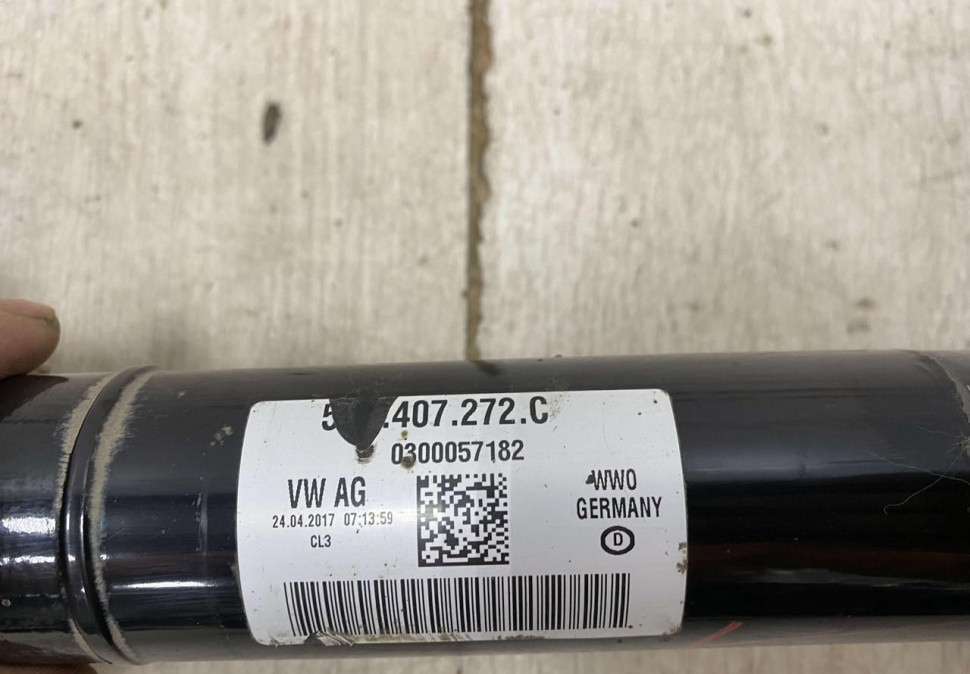 .407.272.C
0300057182
VW AG
24.04.2017 07:13:59
CL3
WWO
GERMANY
D